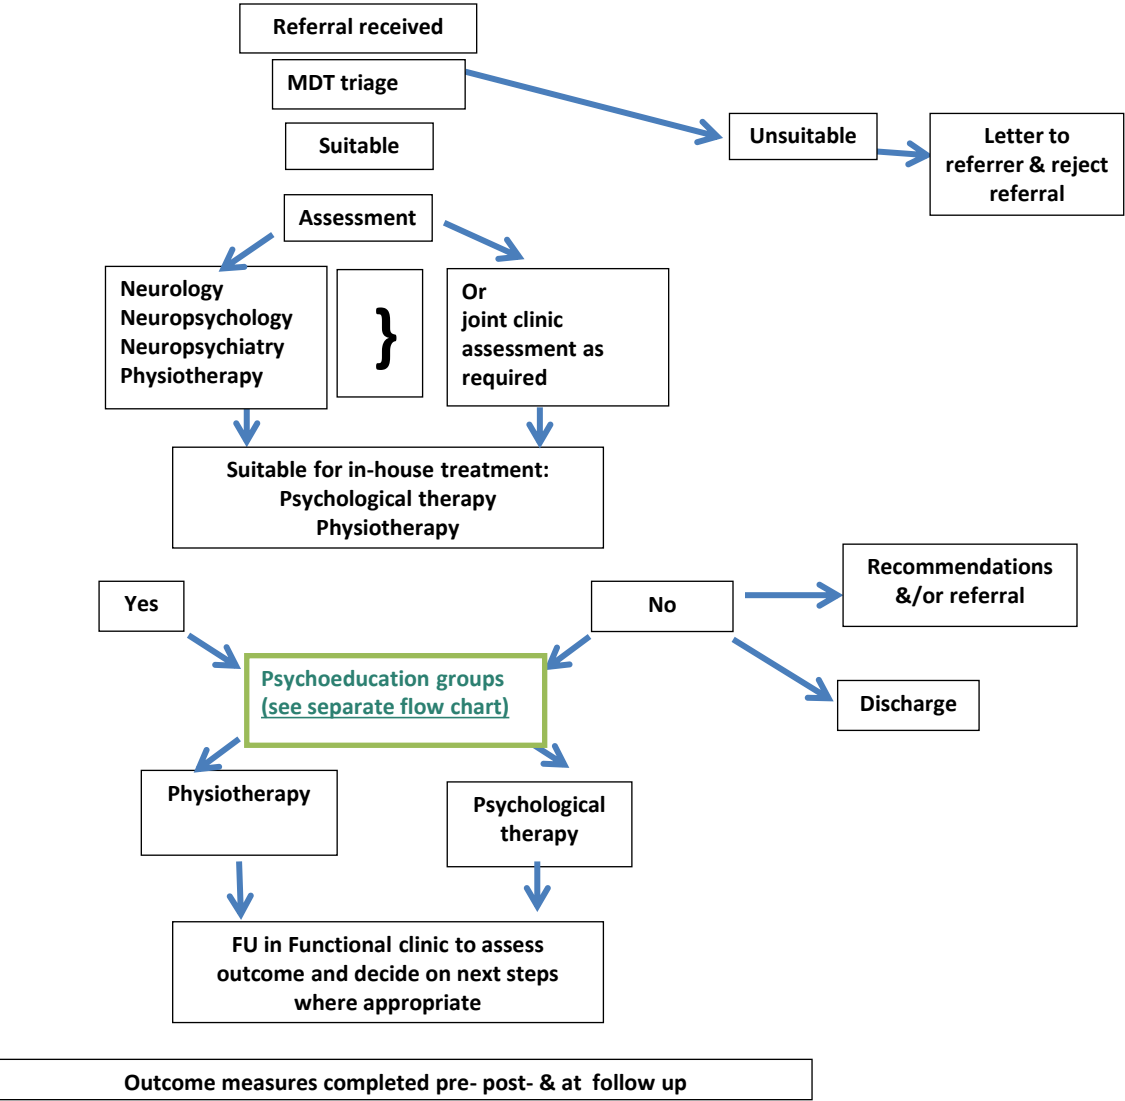 Referral received
MDT triage
Suitable
Unsuitable
Letter to
referrer & reject
referral
Assessment
Neurology
Neuropsychology
Neuropsychiatry
Physiotherapy
}
Or
joint clinic
assessment as
required
Suitable for in-house treatment:
Psychological therapy
Physiotherapy
Yes
No
Recommendations
&/or referral
Discharge
Psychoeducation groups
(see separate flow chart)
Physiotherapy
Psychological
therapy
FU in Functional clinic to assess
outcome and decide on next steps
where appropriate
Outcome measures completed pre- post- & at  follow up